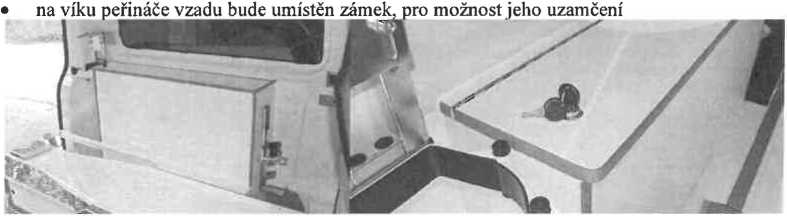 • na víku peřináče vzadu bude umístěn zámek, pro možnost jeho uzamčení